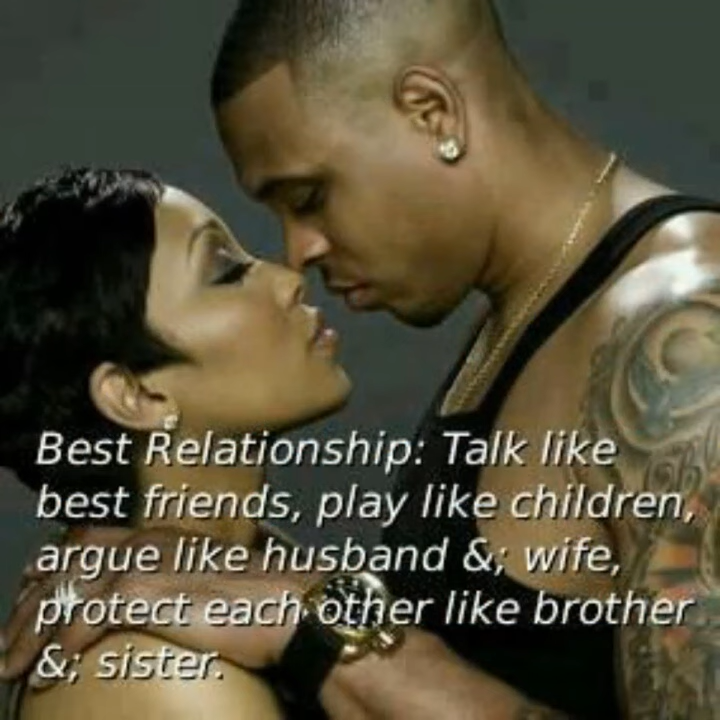 Best Relationship: Talk like
best friends, play like children,
argue like husband &; wife,
protect each other like brother
&; sister.